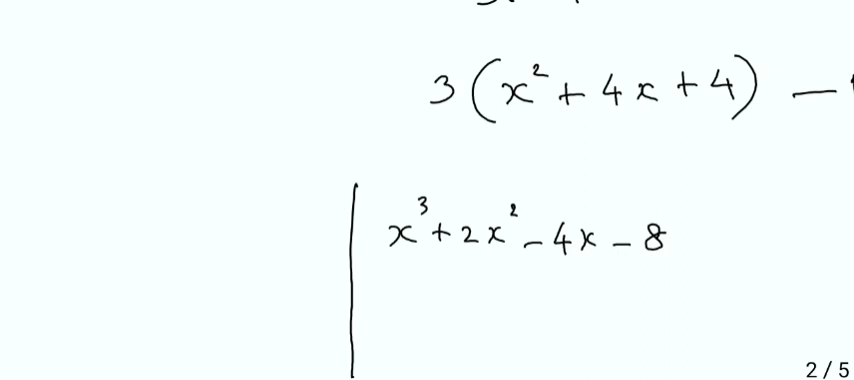 3 (x² + 4x + 4) —
x³ + 2x² - 4x - 8
2 / 5